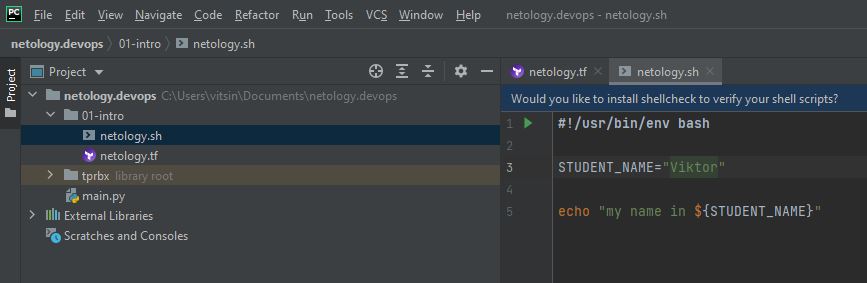 PC File Edit View Navigate Code Refactor Run Tools VCS Window Help netology.devops - netology.sh
netology.devops 01-intro netology.sh
Project
Project
netology.devops C:\Users\vitsin\Documents\netology.devops
01-intro
netology.sh
netology.tf
tprbx library root
main.py
External Libraries
Scratches and Consoles
netology.tf netology.sh
Would you like to install shellcheck to verify your shell scripts?
1 #!/usr/bin/env bash
2
3 STUDENT_NAME="Viktor"
4
5 echo "my name in ${STUDENT_NAME}"